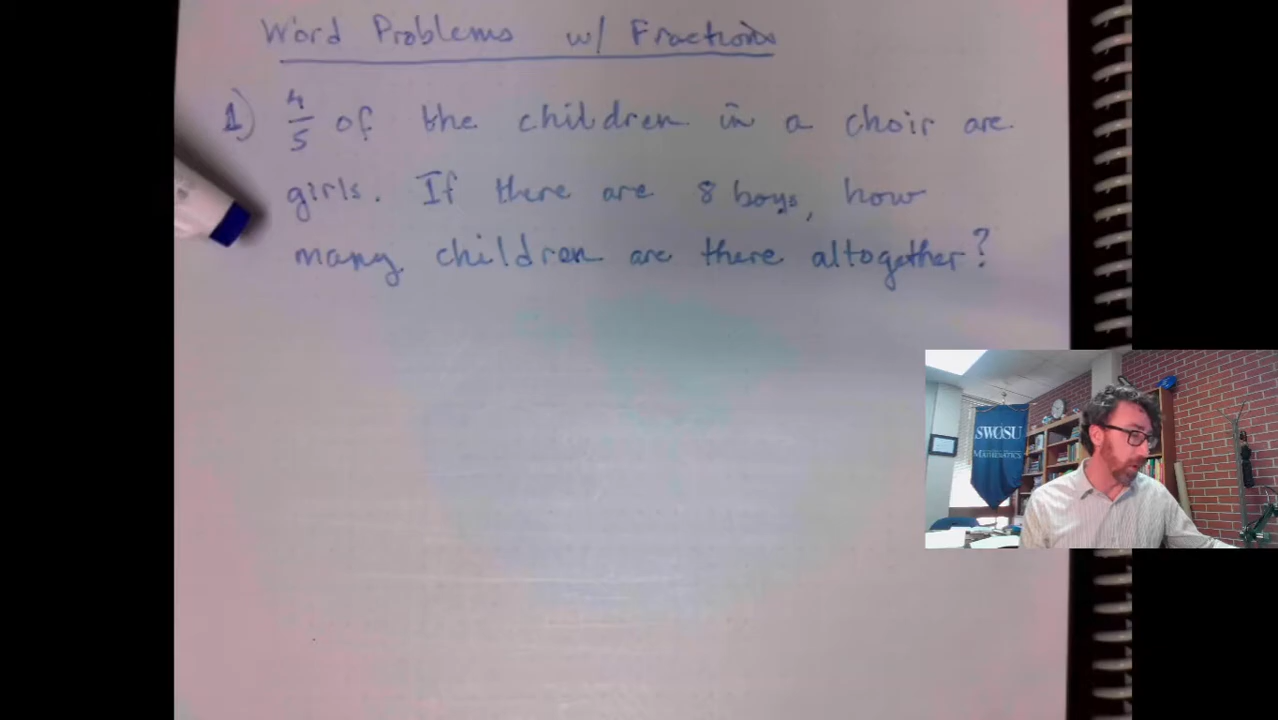 Word Problems w/ Fractions
1) 4/5 of the children in a choir are
girls. If there are 8 boys, how
many children are there altogether?
SWOSU
MATHEMATICS